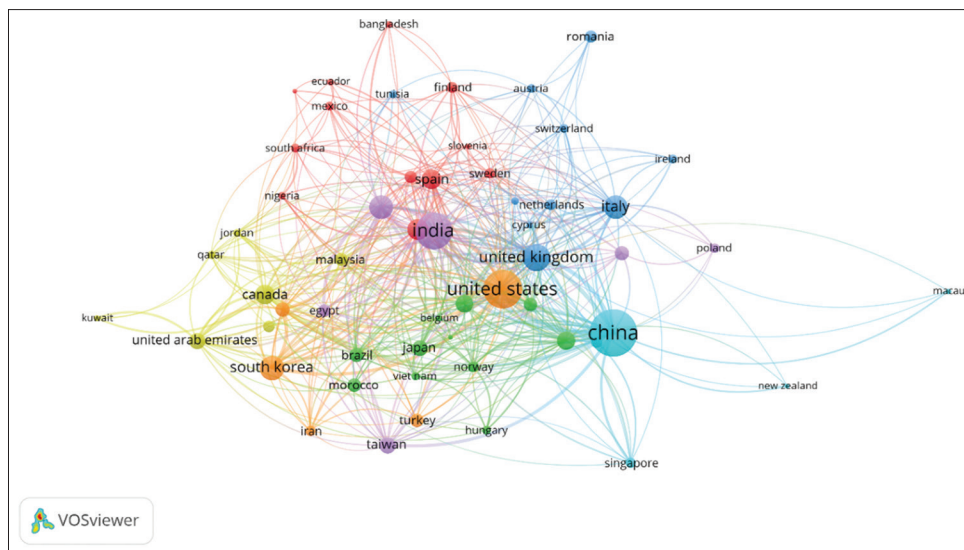 bangladesh
romania
ecuador
tunisia
finland
austria
mexico
switzerland
south africa
slovenia
ireland
spain
sweden
nigeria
netherlands
italy
cyprus
india
jordan
poland
qatar
malaysia
united kingdom
united states
macau
canada
egypt
kuwait
belgium
china
united arab emirates
brazil
japan
south korea
viet nam
norway
morocco
new zealand
turkey
iran
hungary
taiwan
singapore
VOSviewer